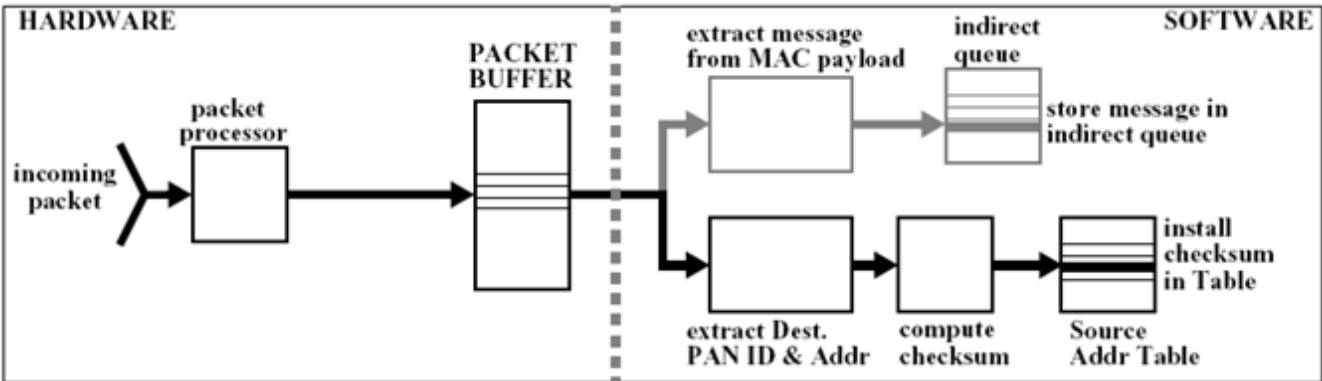 HARDWARE
SOFTWARE
incoming
packet
packet
processor
PACKET
BUFFER
extract message
from MAC payload
indirect
queue
store message in
indirect queue
extract Dest.
PAN ID & Addr
compute
checksum
Source
Addr Table
install
checksum
in Table